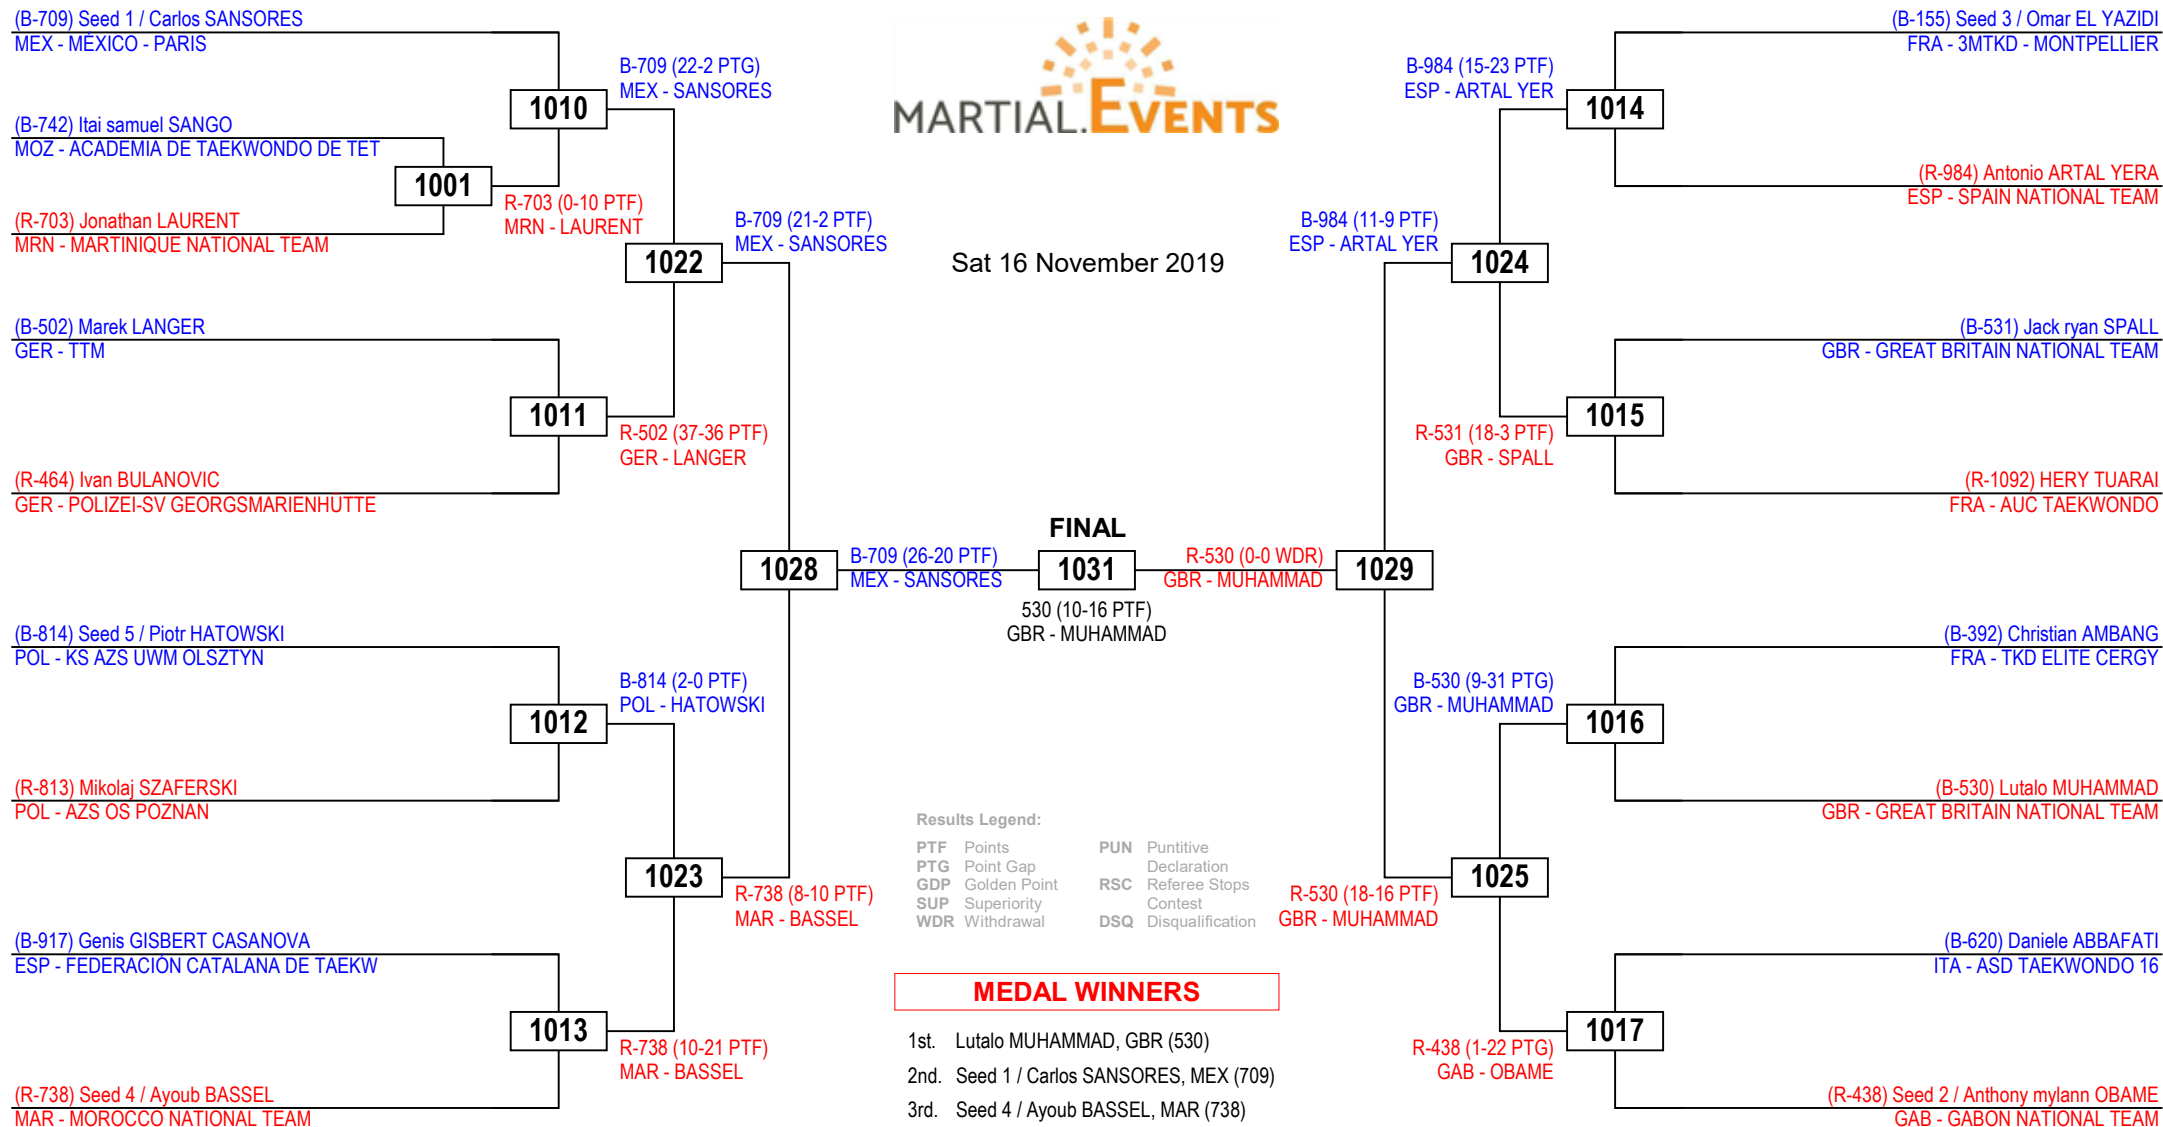 (B-709) Seed 1 / Carlos SANSORES
MEX - MÉXICO - PARIS
(B-742) Itai samuel SANGO
MOZ - ACADEMIA DE TAEKWONDO DE TET
(R-703) Jonathan LAURENT
MRN - MARTINIQUE NATIONAL TEAM
(B-502) Marek LANGER
GER - TTM
(R-464) Ivan BULANOVIC
GER - POLIZEI-SV GEORGSMARIENHÜTTE
(B-814) Seed 5 / Piotr HATOWSKI
POL - KS AZS UWM OLSZTYN
(R-813) Mikolaj SZAFERSKI
POL - AZS OS POZNAN
(B-917) Genis GISBERT CASANOVA
ESP - FEDERACIÓN CATALANA DE TAEKW
(R-738) Seed 4 / Ayoub BASSEL
MAR - MOROCCO NATIONAL TEAM
1001
R-703 (0-10 PTF)
MRN - LAURENT
1010
B-709 (22-2 PTG)
MEX - SANSORES
1011
R-502 (37-36 PTF)
GER - LANGER
1012
B-814 (2-0 PTF)
POL - HATOWSKI
1013
R-738 (10-21 PTF)
MAR - BASSEL
1022
B-709 (21-2 PTF)
MEX - SANSORES
1023
R-738 (8-10 PTF)
MAR - BASSEL
1028
B-709 (26-20 PTF)
MEX - SANSORES
MARTIAL.EVENTS
Sat 16 November 2019
FINAL
1031
530 (10-16 PTF)
GBR - MUHAMMAD
R-530 (0-0 WDR)
GBR - MUHAMMAD
1029
B-984 (11-9 PTF)
ESP - ARTAL YER
1024
R-530 (18-16 PTF)
GBR - MUHAMMAD
1025
B-984 (15-23 PTF)
ESP - ARTAL YER
1014
R-531 (18-3 PTF)
GBR - SPALL
1015
B-530 (9-31 PTG)
GBR - MUHAMMAD
1016
R-438 (1-22 PTG)
GAB - OBAME
1017
(B-155) Seed 3 / Omar EL YAZIDI
FRA - 3MTKD - MONTPELLIER
(R-984) Antonio ARTAL YERA
ESP - SPAIN NATIONAL TEAM
(B-531) Jack ryan SPALL
GBR - GREAT BRITAIN NATIONAL TEAM
(R-1092) HERY TUARAI
FRA - AUC TAEKWONDO
(B-392) Christian AMBANG
FRA - TKD ELITE CERGY
(B-530) Lutalo MUHAMMAD
GBR - GREAT BRITAIN NATIONAL TEAM
(B-620) Daniele ABBAFATI
ITA - ASD TAEKWONDO 16
(R-438) Seed 2 / Anthony mylann OBAME
GAB - GABON NATIONAL TEAM
Results Legend:
PTF Points
PTG Point Gap
GDP Golden Point
SUP Superiority
WDR Withdrawal
PUN Puntitive
Declaration
RSC Referee Stops
Contest
DSQ Disqualification
MEDAL WINNERS
1st. Lutalo MUHAMMAD, GBR (530)
2nd. Seed 1 / Carlos SANSORES, MEX (709)
3rd. Seed 4 / Ayoub BASSEL, MAR (738)